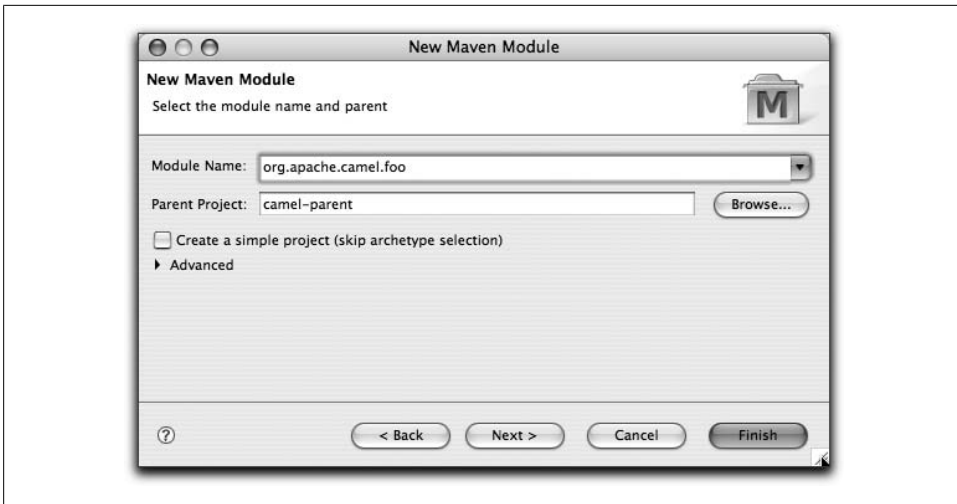 New Maven Module
New Maven Module
Select the module name and parent
M
Module Name: org.apache.camel.foo
Parent Project: camel-parent Browse...
Create a simple project (skip archetype selection)
Advanced
? < Back Next > Cancel Finish